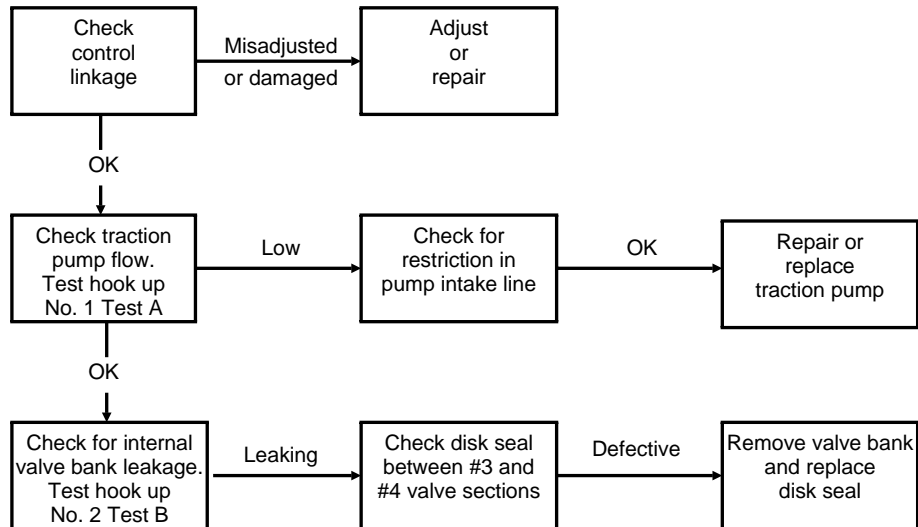 Check
control
linkage
Misadjusted
or damaged
Adjust
or
repair
OK
Check traction
pump flow.
Test hook up
No. 1 Test A
Low
Check for
restriction in
pump intake line
OK
Repair or
replace
traction pump
OK
Check for internal
valve bank leakage.
Test hook up
No. 2 Test B
Leaking
Check disk seal
between #3 and
#4 valve sections
Defective
Remove valve bank
and replace
disk seal